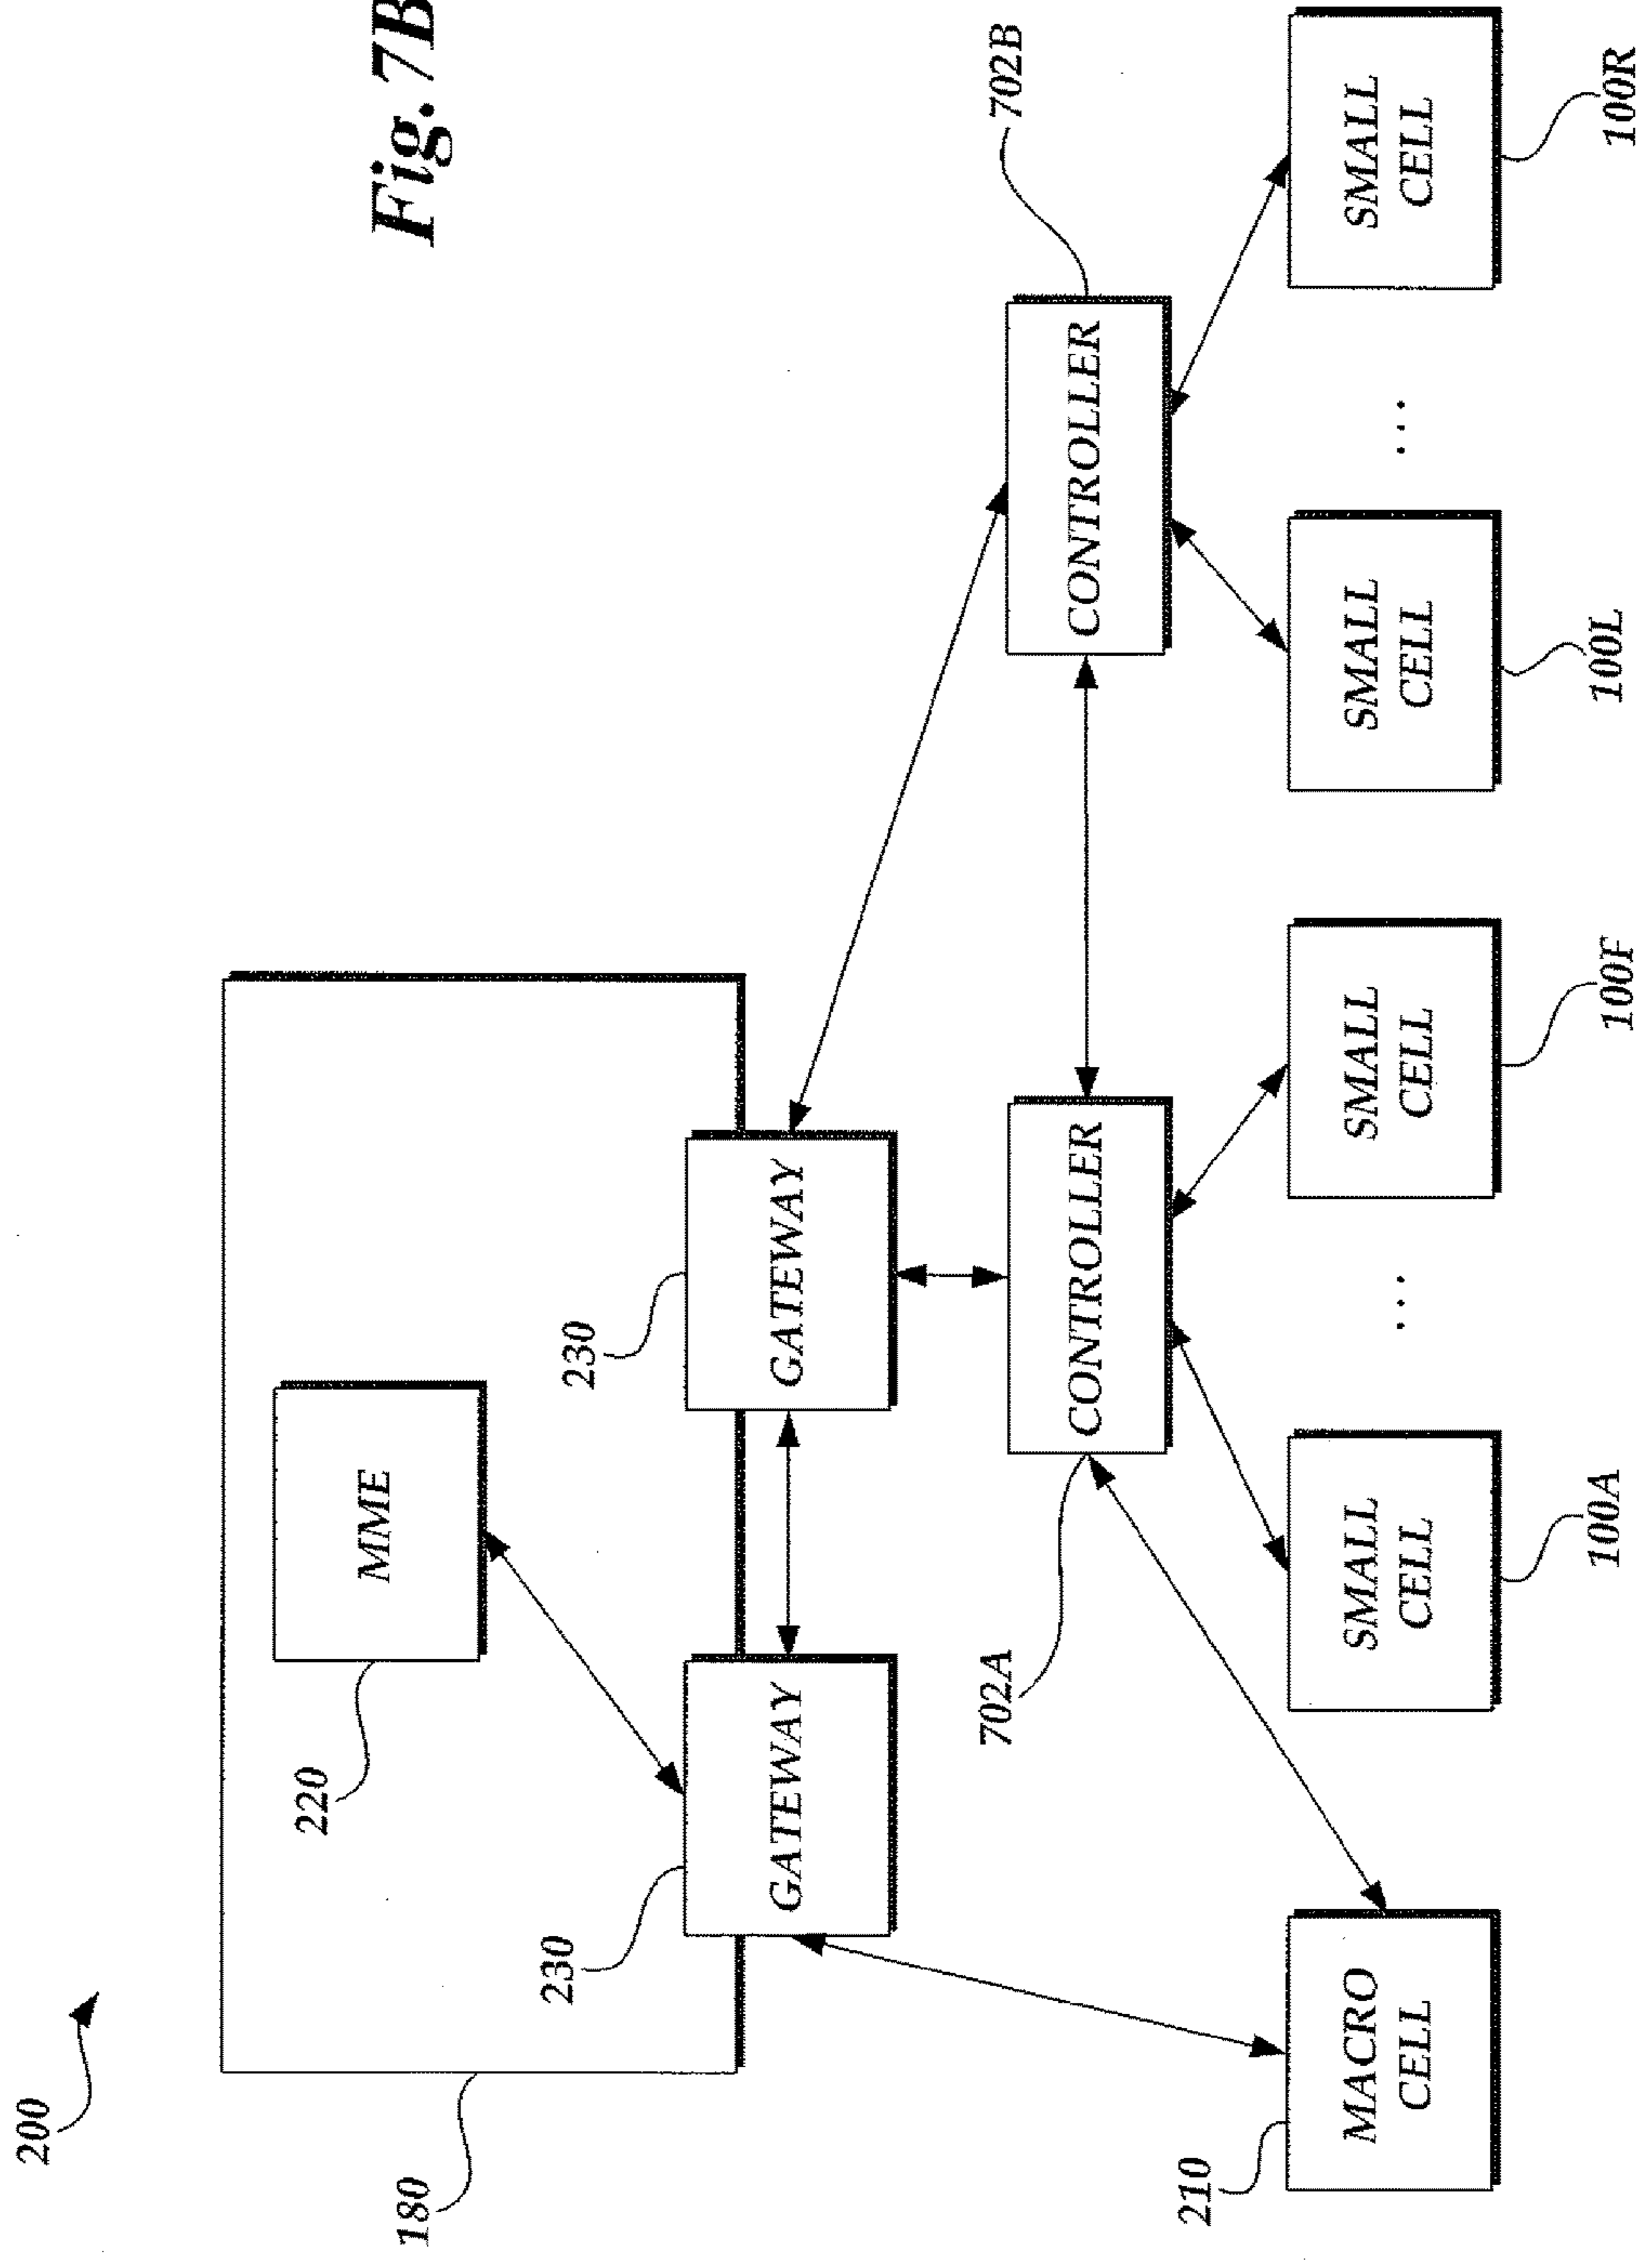 Fig. 7B
200
180
220
MME
230
GATEWAY
230
GATEWAY
702A
CONTROLLER
702B
CONTROLLER
210
MACRO
CELL
SMALL
CELL
100A
...
SMALL
CELL
100F
SMALL
CELL
100L
...
SMALL
CELL
100R